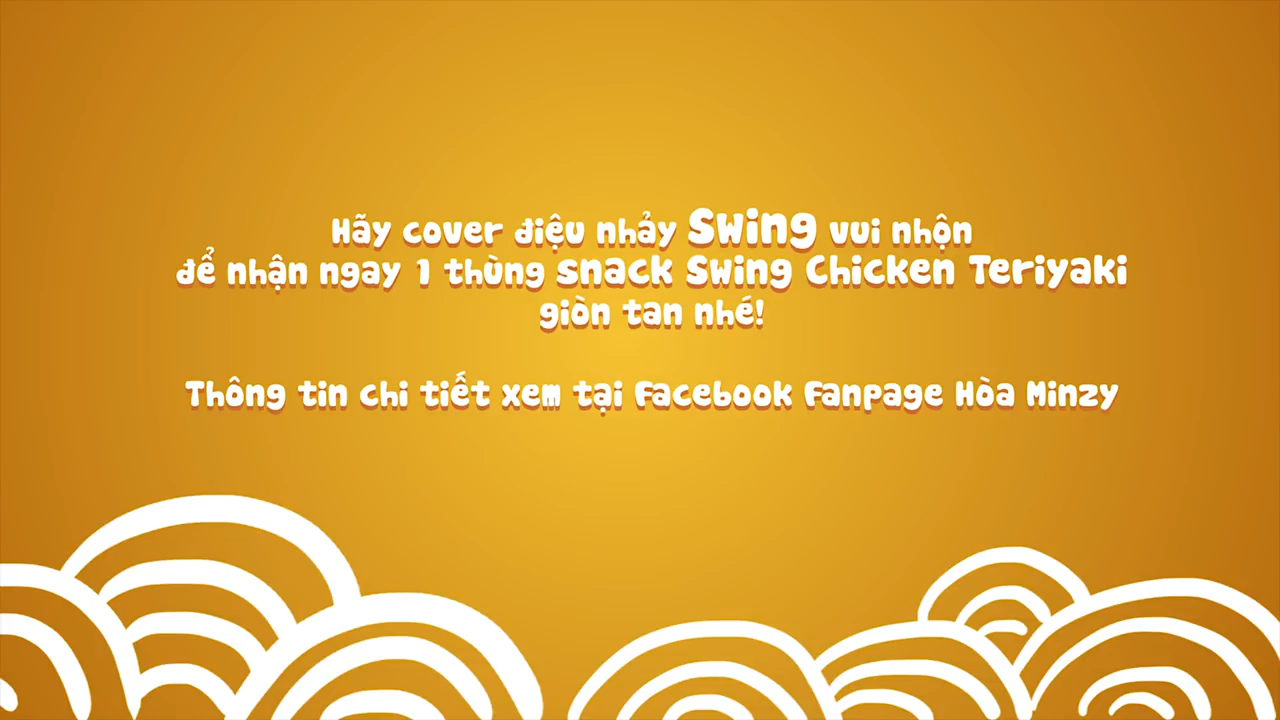 Hãy cover điệu nhảy Swing vui nhộn
để nhận ngay 1 thùng snack Swing Chicken Teriyaki
giòn tan nhé!
Thông tin chi tiết xem tại Facebook Fanpage Hòa Minzy